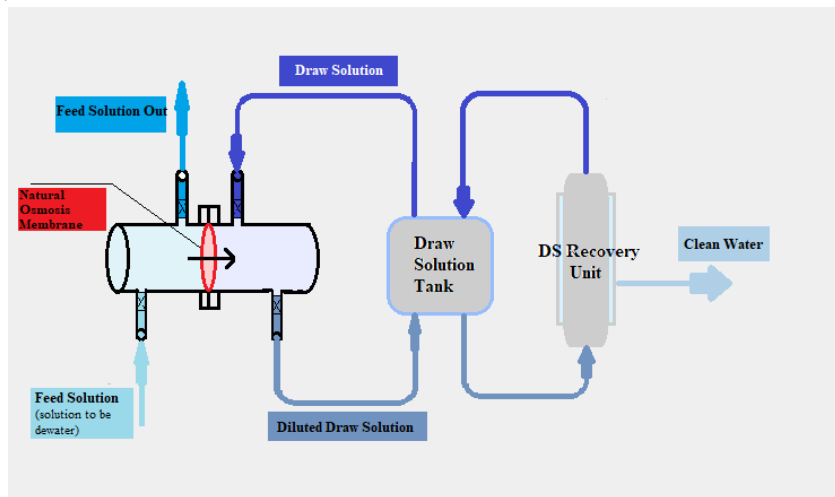 Draw Solution
Feed Solution Out
Natural
Osmosis
Membrane
Draw
Solution
Tank
DS Recovery
Unit
Clean Water
Feed Solution
(solution to be
dewater)
Diluted Draw Solution